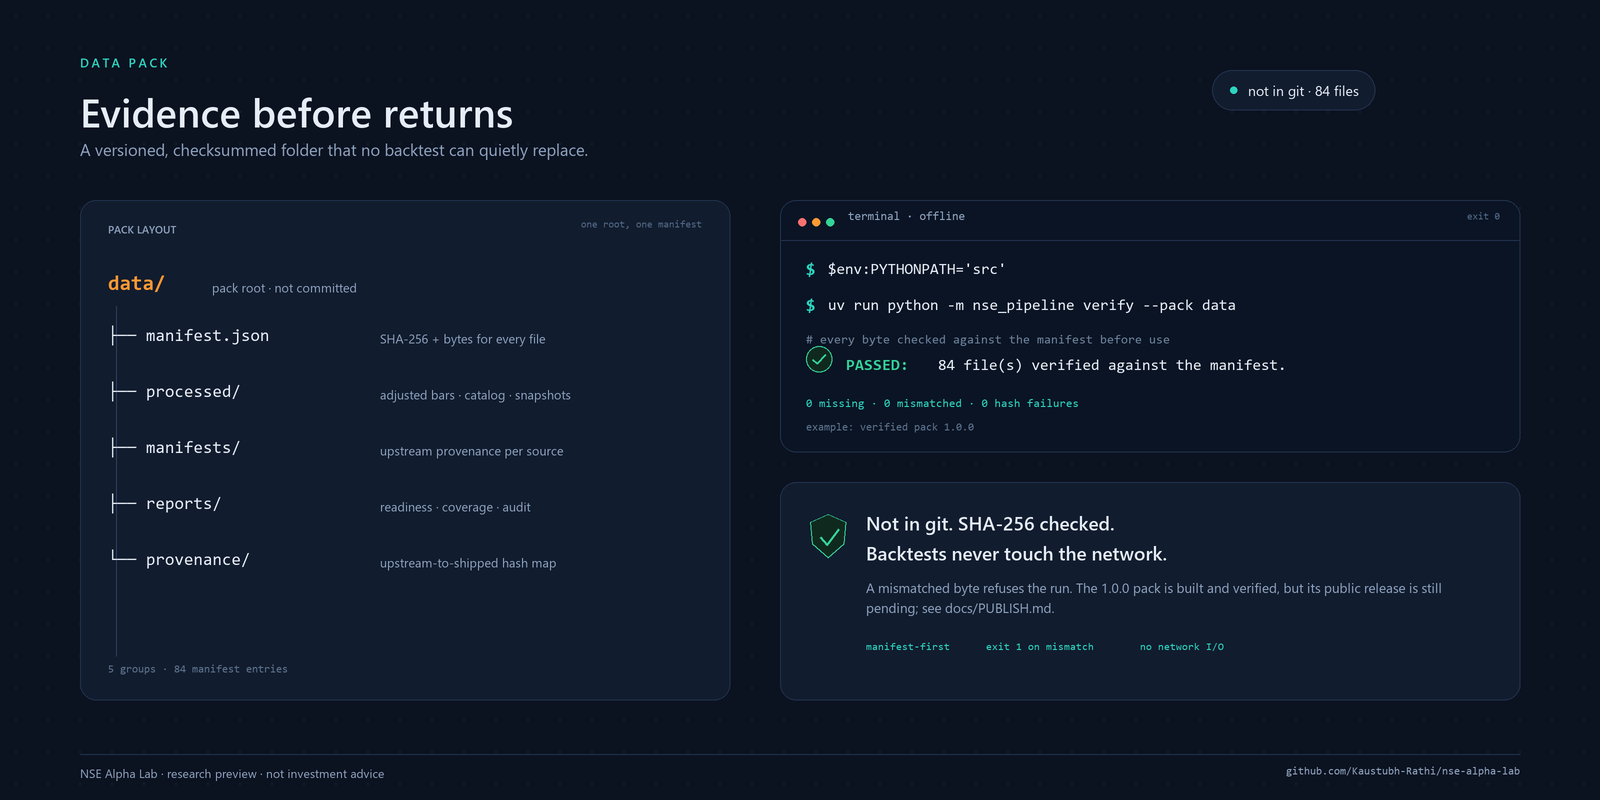 DATA PACK
not in git · 84 files
Evidence before returns
A versioned, checksummed folder that no backtest can quietly replace.
PACK LAYOUT
one root, one manifest
data/ pack root · not committed
├── manifest.json SHA-256 + bytes for every file
├── processed/ adjusted bars · catalog · snapshots
├── manifests/ upstream provenance per source
├── reports/ readiness · coverage · audit
└── provenance/ upstream-to-shipped hash map
5 groups · 84 manifest entries
terminal · offline
exit 0
$ $env:PYTHONPATH='src'
$ uv run python -m nse_pipeline verify --pack data
# every byte checked against the manifest before use
PASSED: 84 file(s) verified against the manifest.
0 missing · 0 mismatched · 0 hash failures
example: verified pack 1.0.0
Not in git. SHA-256 checked.
Backtests never touch the network.
A mismatched byte refuses the run. The 1.0.0 pack is built and verified, but its public release is still
pending; see docs/PUBLISH.md.
manifest-first exit 1 on mismatch no network I/O
NSE Alpha Lab · research preview · not investment advice
github.com/Kaustubh-Rathi/nse-alpha-lab